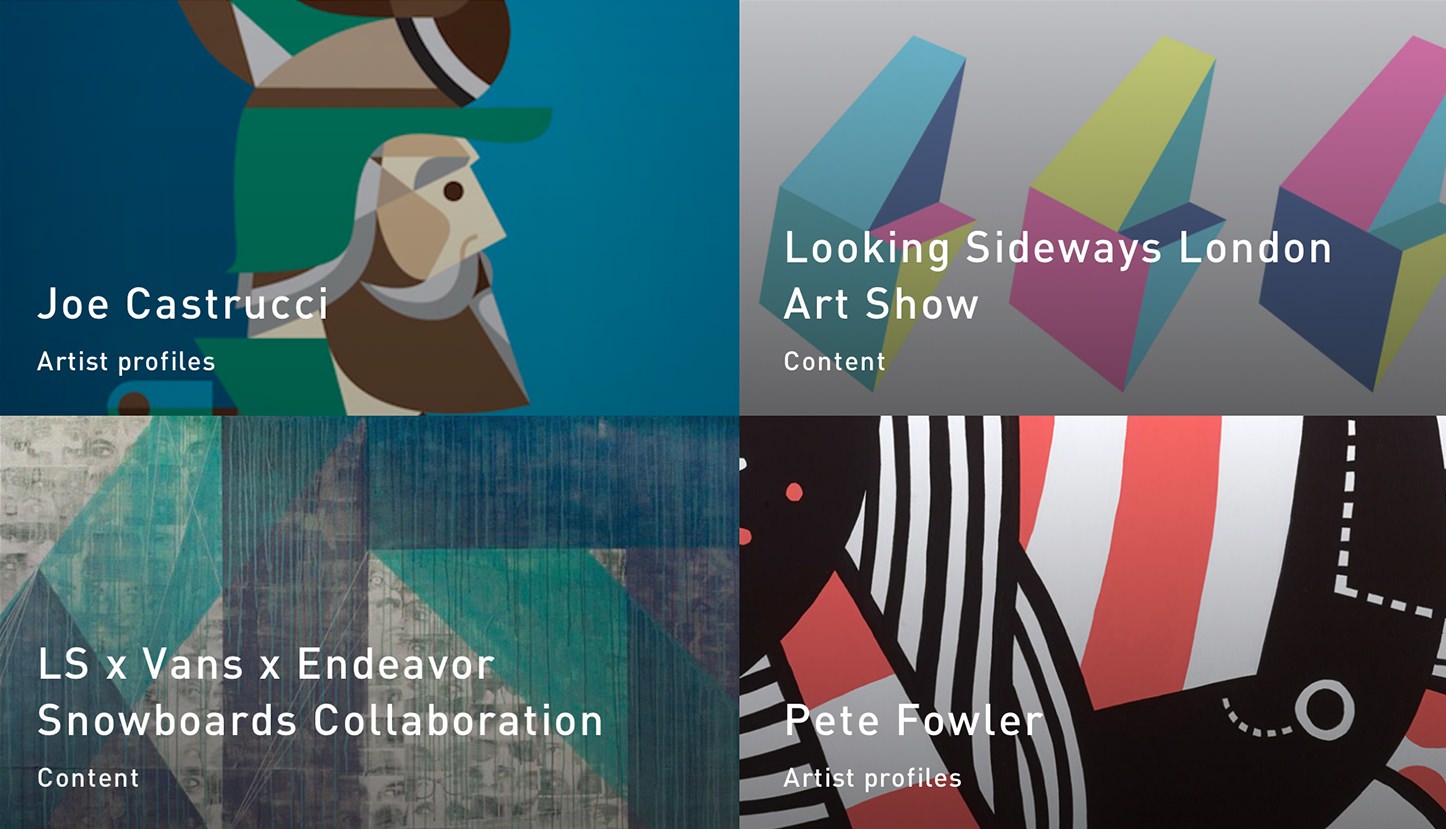 Joe Castrucci
Artist profiles
Looking Sideways London
Art Show
Content
LS x Vans x Endeavor
Snowboards Collaboration
Content
Pete Fowler
Artist profiles